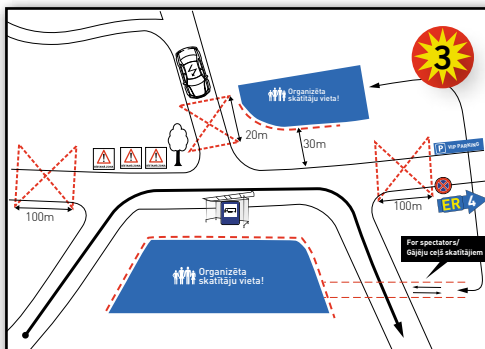 3
Organizēta
skatītāju vieta!
20m
30m
P VIP PARKING
100m
100m
ER 4
For spectators/
Gājēju ceļš skatītājiem
Organizēta
skatītāju vieta!